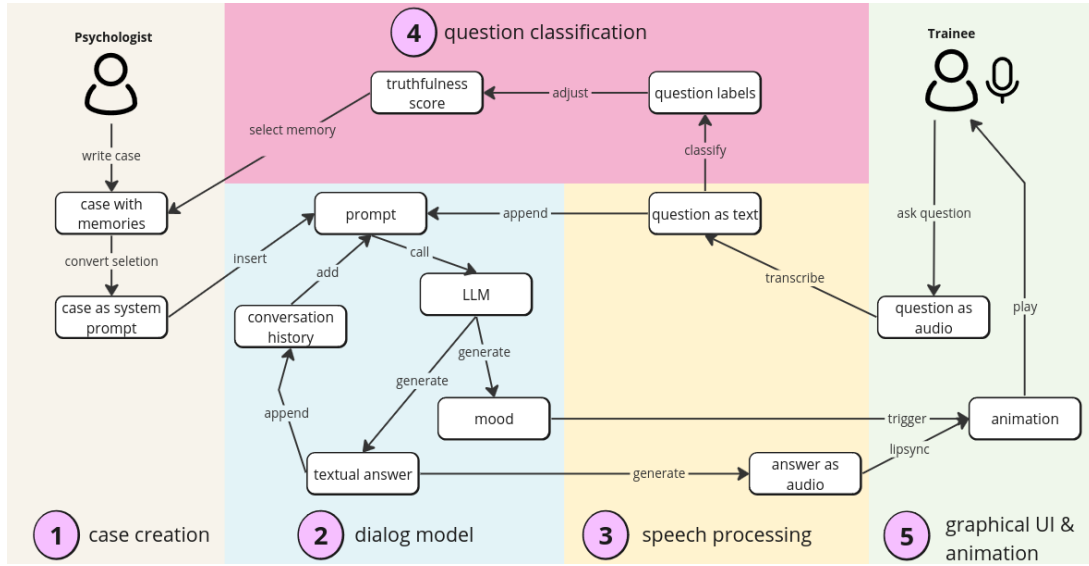 Psychologist
4 question classification
Trainee
truthfulness
score
adjust
question labels
select memory
classify
write case
case with
memories
prompt
append
question as text
ask question
convert seletion
insert
add
call
LLM
transcribe
case as system
prompt
conversation
history
question as
audio
play
generate
generate
append
mood
trigger
animation
lipsync
textual answer
generate
answer as
audio
1 case creation
2 dialog model
3 speech processing
5 graphical UI &
animation